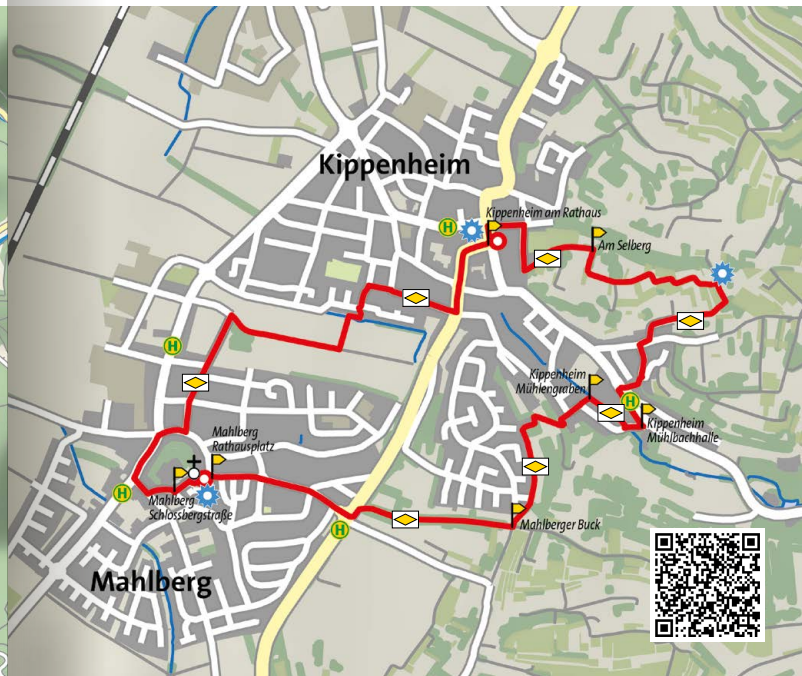 Kippenheim
H
Kippenheim am Rathaus
Am Selberg
H
Kippenheim
Mühlengraben
H
Kippenheim
Mühlbachhalle
Mahlberg
Rathausplatz
H
Mahlberg
Schlossbergstraße
Mahlberger Buck
H
Mahlberg